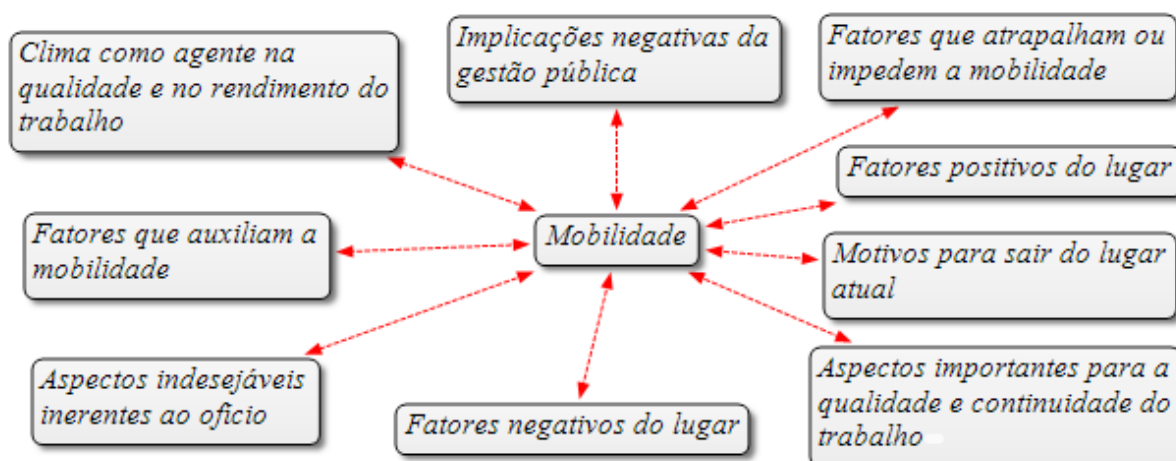 Clima como agente na
qualidade e no rendimento do
trabalho
Implicações negativas da
gestão pública
Fatores que atrapalham ou
impedem a mobilidade
Fatores positivos do lugar
Fatores que auxiliam a
mobilidade
Mobilidade
Motivos para sair do lugar
atual
Aspectos indesejáveis
inerentes ao ofício
Fatores negativos do lugar
Aspectos importantes para a
qualidade e continuidade do
trabalho